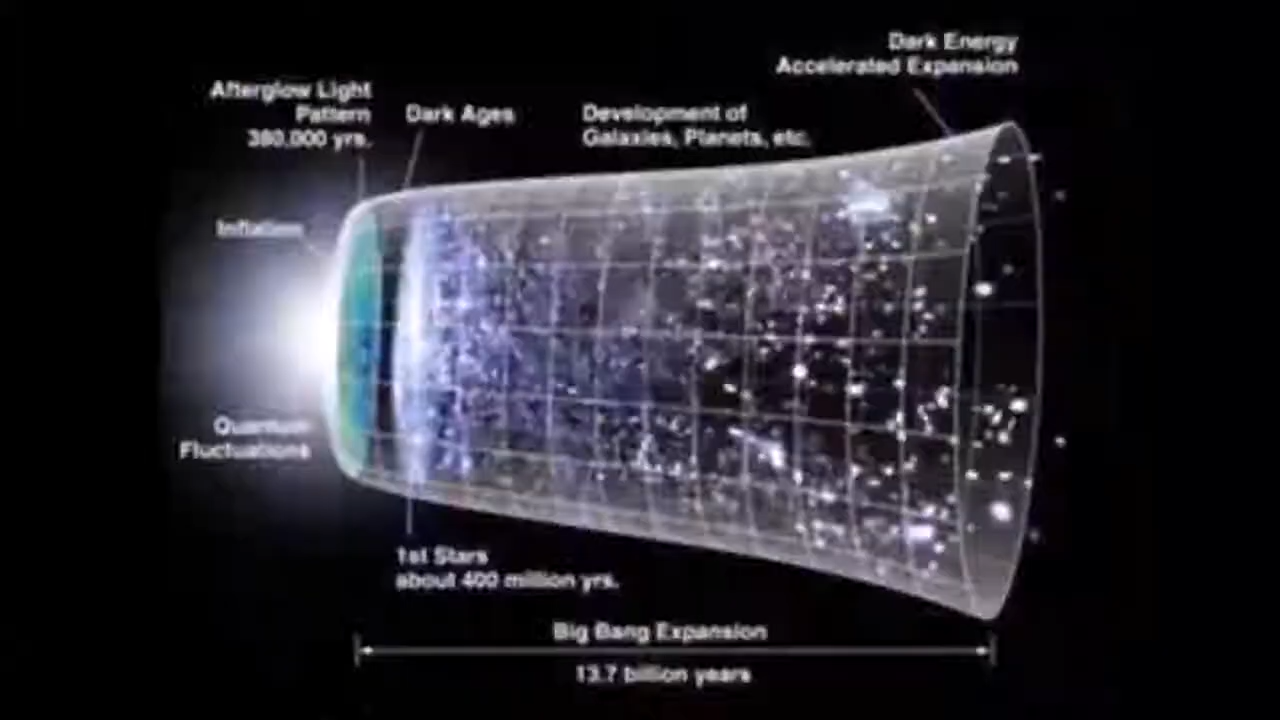 Dark Energy
Accelerated Expansion
Afterglow Light
Pattern
380,000 yrs.
Dark Ages
Development of
Galaxies, Planets, etc.
Inflation
Quantum
Fluctuations
1st Stars
about 400 million yrs.
Big Bang Expansion
13.7 billion years